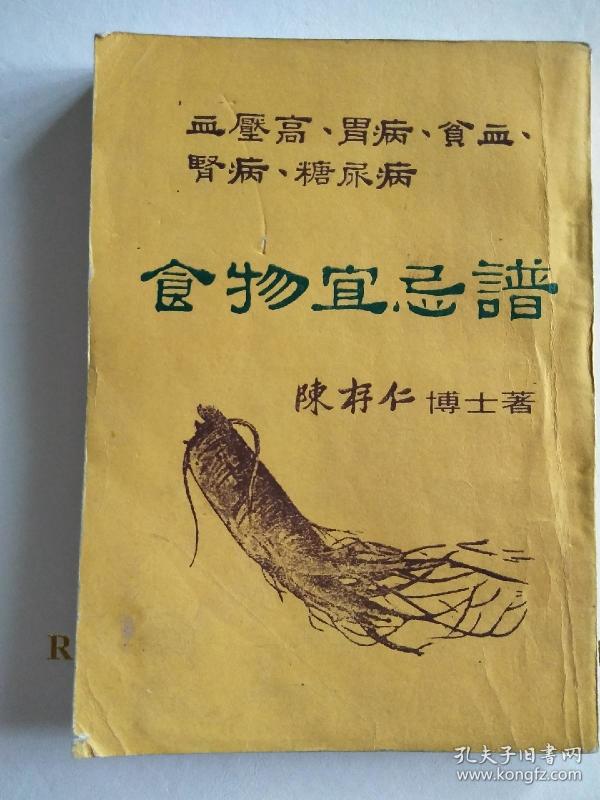 血壓高、胃病、貧血、
腎病、糖尿病
食物宜忌譜
陳存仁 博士著
R
孔夫子旧书网
www.kongfz.com